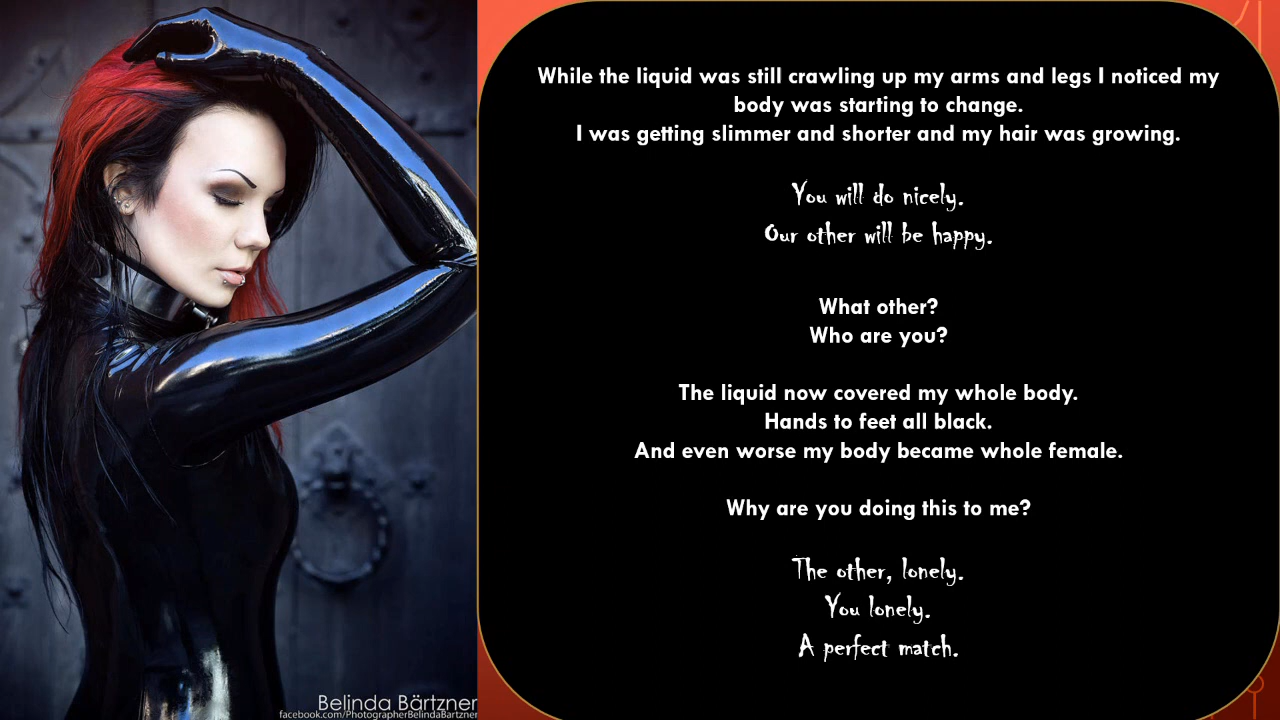 While the liquid was still crawling up my arms and legs I noticed my
body was starting to change.
I was getting slimmer and shorter and my hair was growing.
You will do nicely.
Our other will be happy.
What other?
Who are you?
The liquid now covered my whole body.
Hands to feet all black.
And even worse my body became whole female.
Why are you doing this to me?
The other, lonely.
You lonely.
A perfect match.
Belinda Bärtzner
facebook.com/PhotographerBelindaBartzner